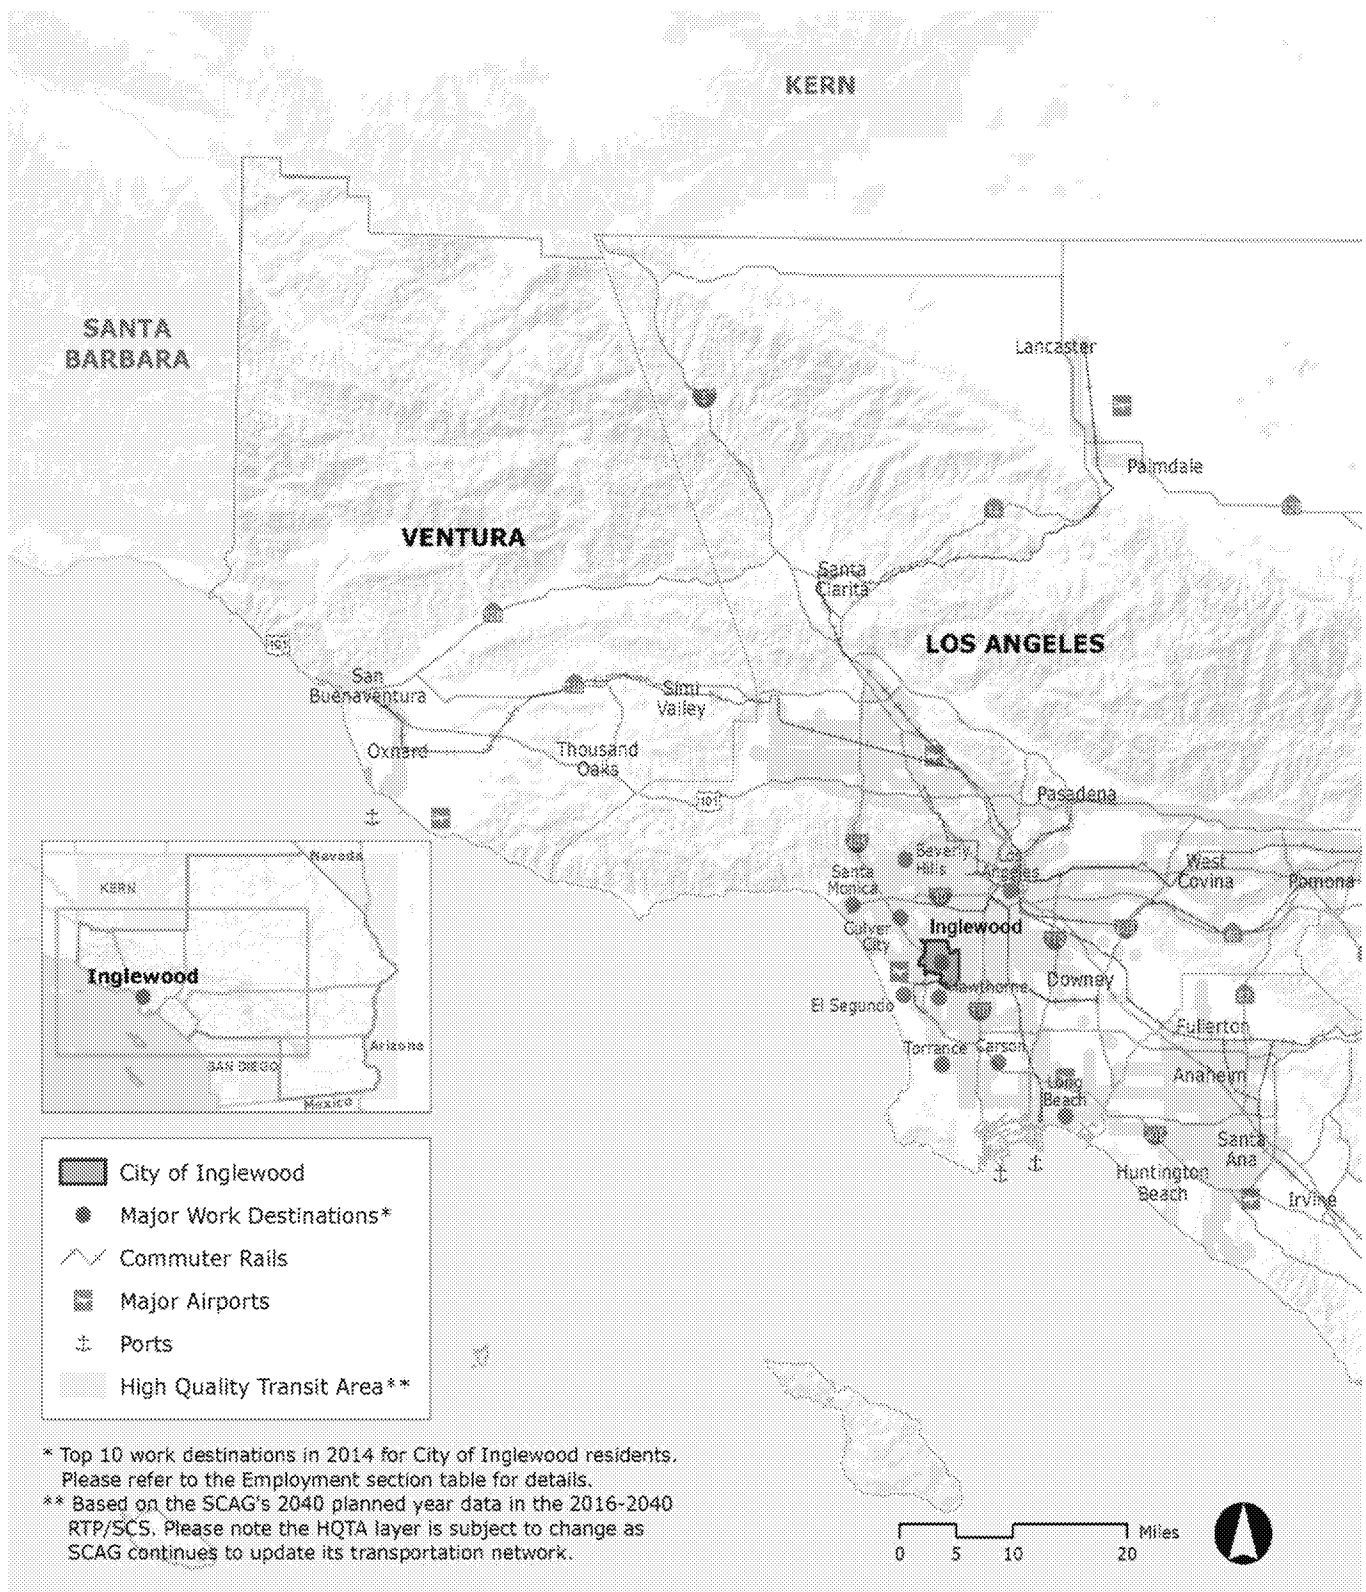 KERN
SANTA
BARBARA
Lancaster
Palmdale
VENTURA
Santa
Clarita
LOS ANGELES
101
San
Buenaventura
Simi
Valley
Oxnard
Thousand
Oaks
101
Pasadena
Beverly
Hills
Los
Angeles
West
Covina
Pomona
Santa
Monica
Culver
City
Inglewood
Hawthorne
Downey
El Segundo
Fullerton
Torrance
Carson
Anaheim
Long
Beach
Santa
Ana
Huntington
Beach
Irvine
Nevada
KERN
Inglewood
Arizona
SAN DIEGO
Mexico
City of Inglewood
Major Work Destinations*
Commuter Rails
Major Airports
Ports
High Quality Transit Area**
* Top 10 work destinations in 2014 for City of Inglewood residents.
Please refer to the Employment section table for details.
** Based on the SCAG's 2040 planned year data in the 2016-2040
RTP/SCS. Please note the HQTA layer is subject to change as
SCAG continues to update its transportation network.
Miles
0 5 10 20